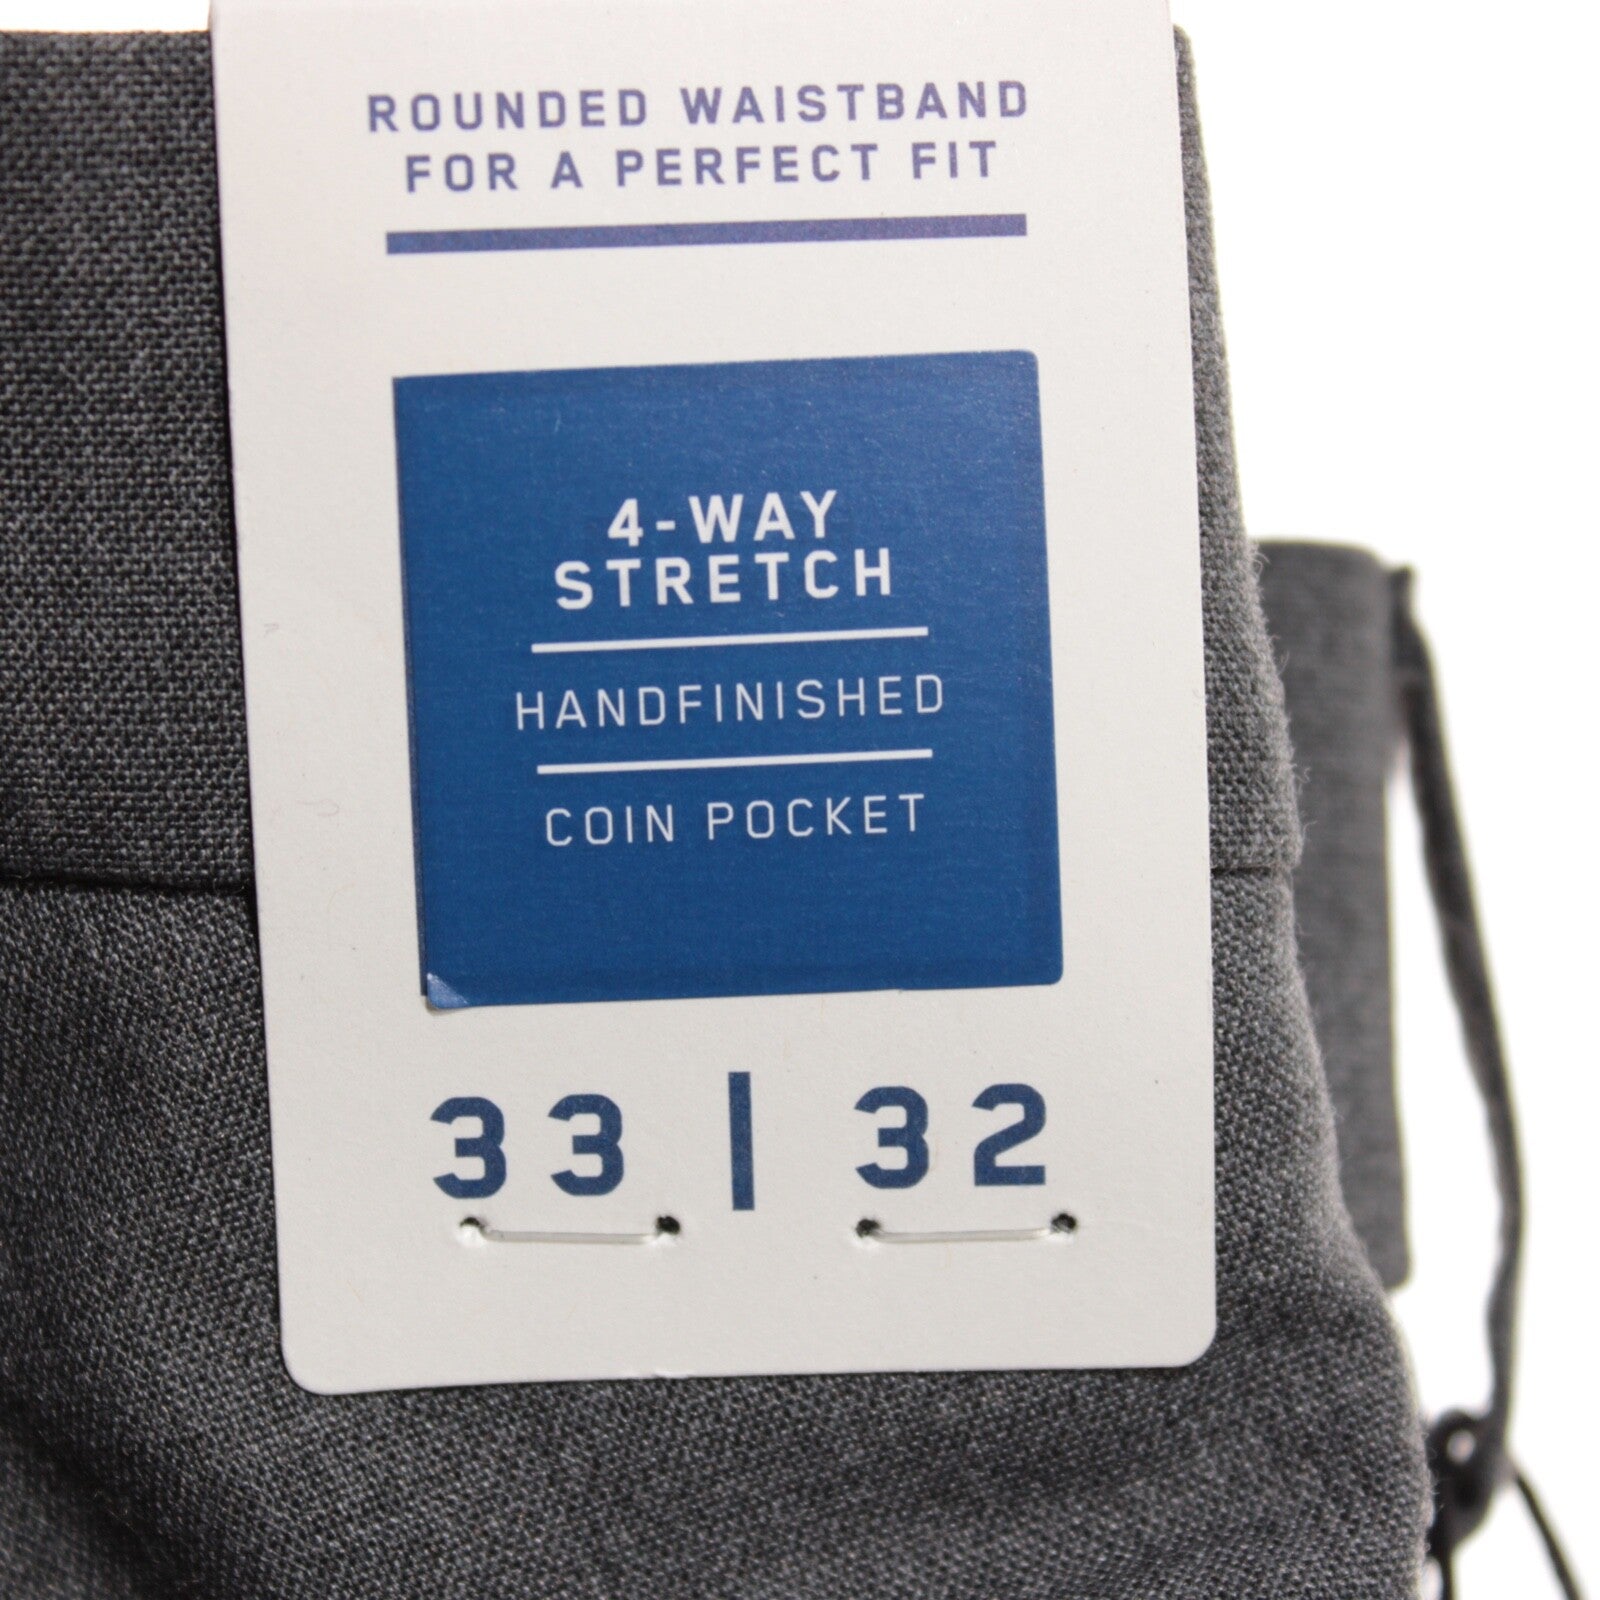 ROUNDED WAISTBAND
FOR A PERFECT FIT
4-WAY
STRETCH
HANDFINISHED
COIN POCKET
33 | 32